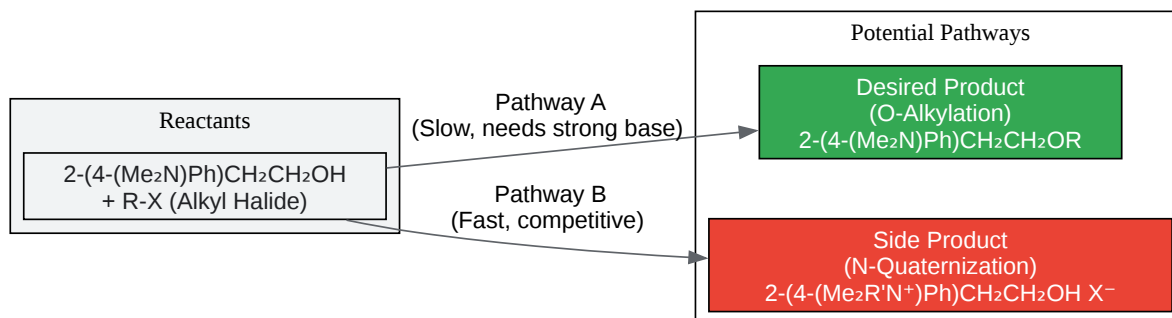 Potential Pathways
Reactants
2-(4-(Me₂N)Ph)CH₂CH₂OH
+ R-X (Alkyl Halide)
Pathway A
(Slow, needs strong base)
Desired Product
(O-Alkylation)
2-(4-(Me₂N)Ph)CH₂CH₂OR
Pathway B
(Fast, competitive)
Side Product
(N-Quaternization)
2-(4-(Me₂R'N⁺)Ph)CH₂CH₂OH X⁻